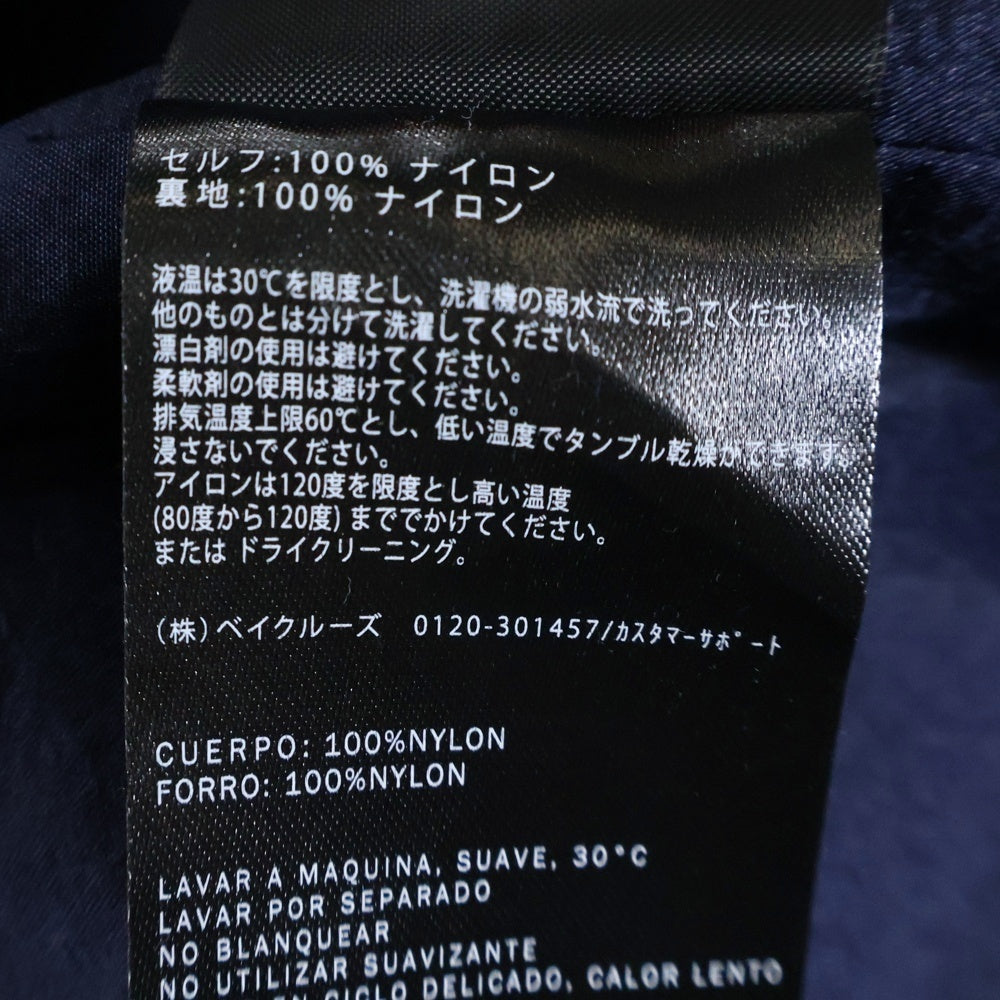 セルフ:100% ナイロン
裏地:100% ナイロン
液温は30℃を限度とし、洗濯機の弱水流で洗ってください。
他のものとは分けて洗濯してください。
漂白剤の使用は避けてください。
柔軟剤の使用は避けてください。
排気温度上限60℃とし、低い温度でタンブル乾燥ができます。
浸さないでください。
アイロンは120度を限度とし高い温度
(80度から120度) まででかけてください。
または ドライクリーニング。
(株)ベイクルーズ 0120-301457/カスタマーサポート
CUERPO: 100%NYLON
FORRO: 100%NYLON
LAVAR A MAQUINA, SUAVE, 30°C
LAVAR POR SEPARADO
NO BLANQUEAR
NO UTILIZAR SUAVIZANTE
EN CICLO DELICADO, CALOR LENTO